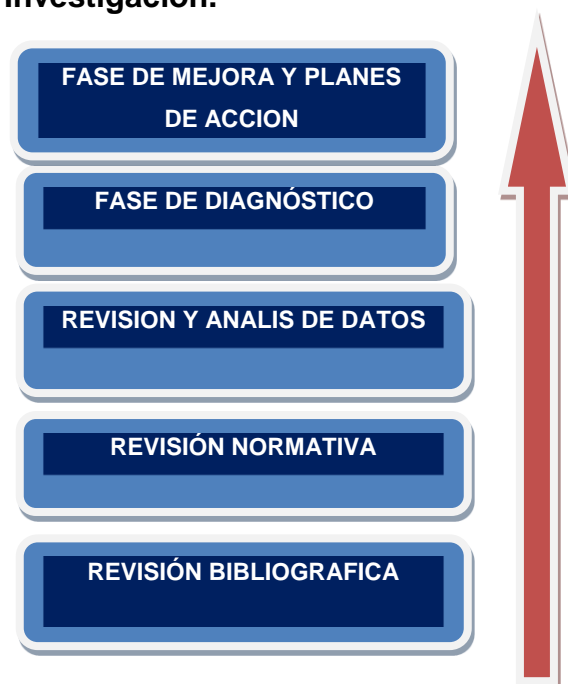 investigación.
FASE DE MEJORA Y PLANES
DE ACCION
FASE DE DIAGNÓSTICO
REVISION Y ANALIS DE DATOS
REVISIÓN NORMATIVA
REVISIÓN BIBLIOGRAFICA